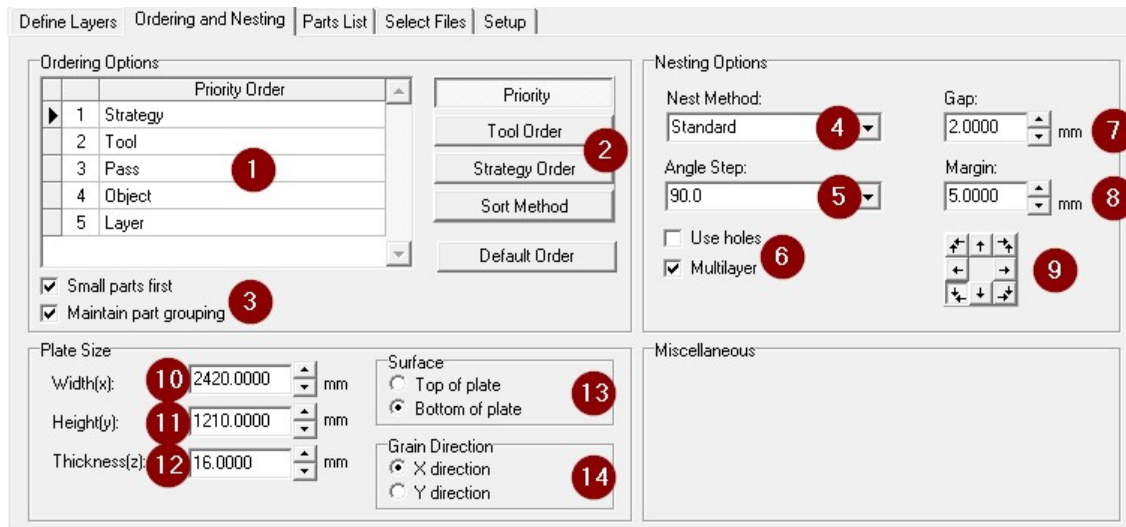 Define Layers Ordering and Nesting Parts List Select Files Setup
Ordering Options
Priority Order
1 Strategy
2 Tool
3 Pass
4 Object
5 Layer
1
Priority
Tool Order
Strategy Order
Sort Method
Default Order
2
Small parts first
Maintain part grouping
3
Nesting Options
Nest Method:
Standard
4
Angle Step:
90.0
5
Use holes
Multilayer
6
Gap:
2.0000 mm
7
Margin:
5.0000 mm
8
9
Plate Size
Width(x): 10 2420.0000 mm
Height(y): 11 1210.0000 mm
Thickness(z): 12 16.0000 mm
Surface
Top of plate
Bottom of plate
13
Grain Direction
X direction
Y direction
14
Miscellaneous